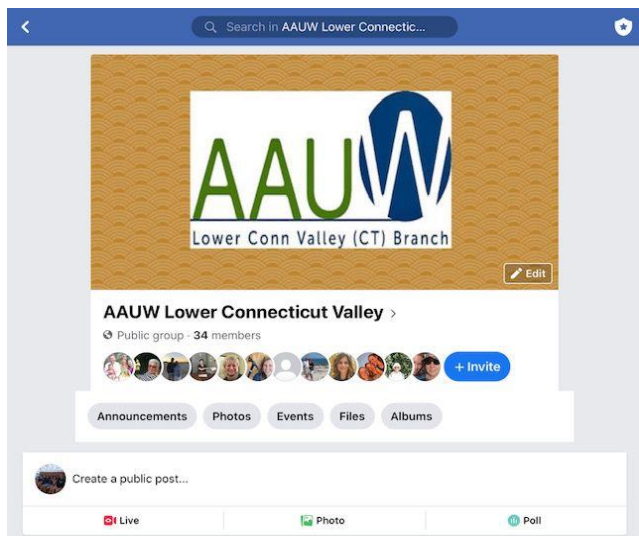 Search in AAUW Lower Connectic...
AAUW
Lower Conn Valley (CT) Branch
Edit
AAUW Lower Connecticut Valley >
Public group · 34 members
+ Invite
Announcements Photos Events Files Albums
Create a public post...
Live Photo Poll